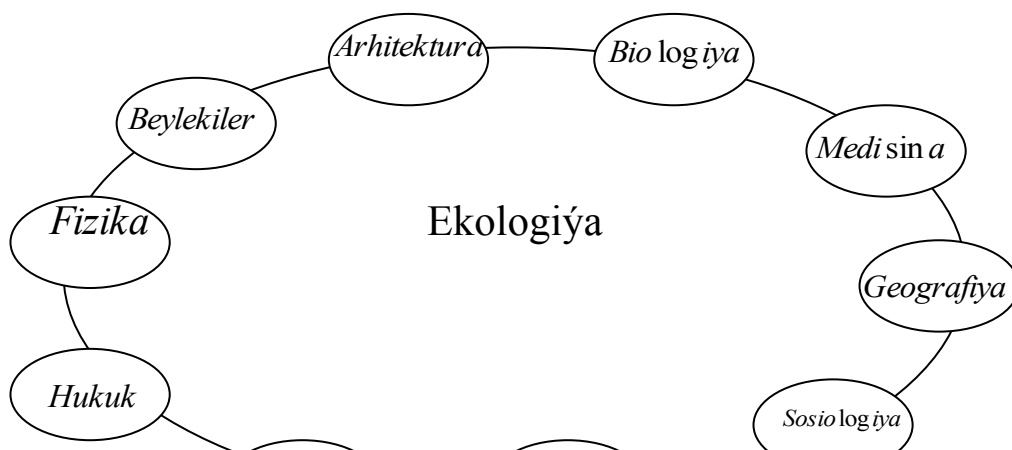 Arhitektura
Bio log iya
Beylekiler
Medi sin a
Fizika
Ekologiýa
Geografiya
Hukuk
Sosio log iya